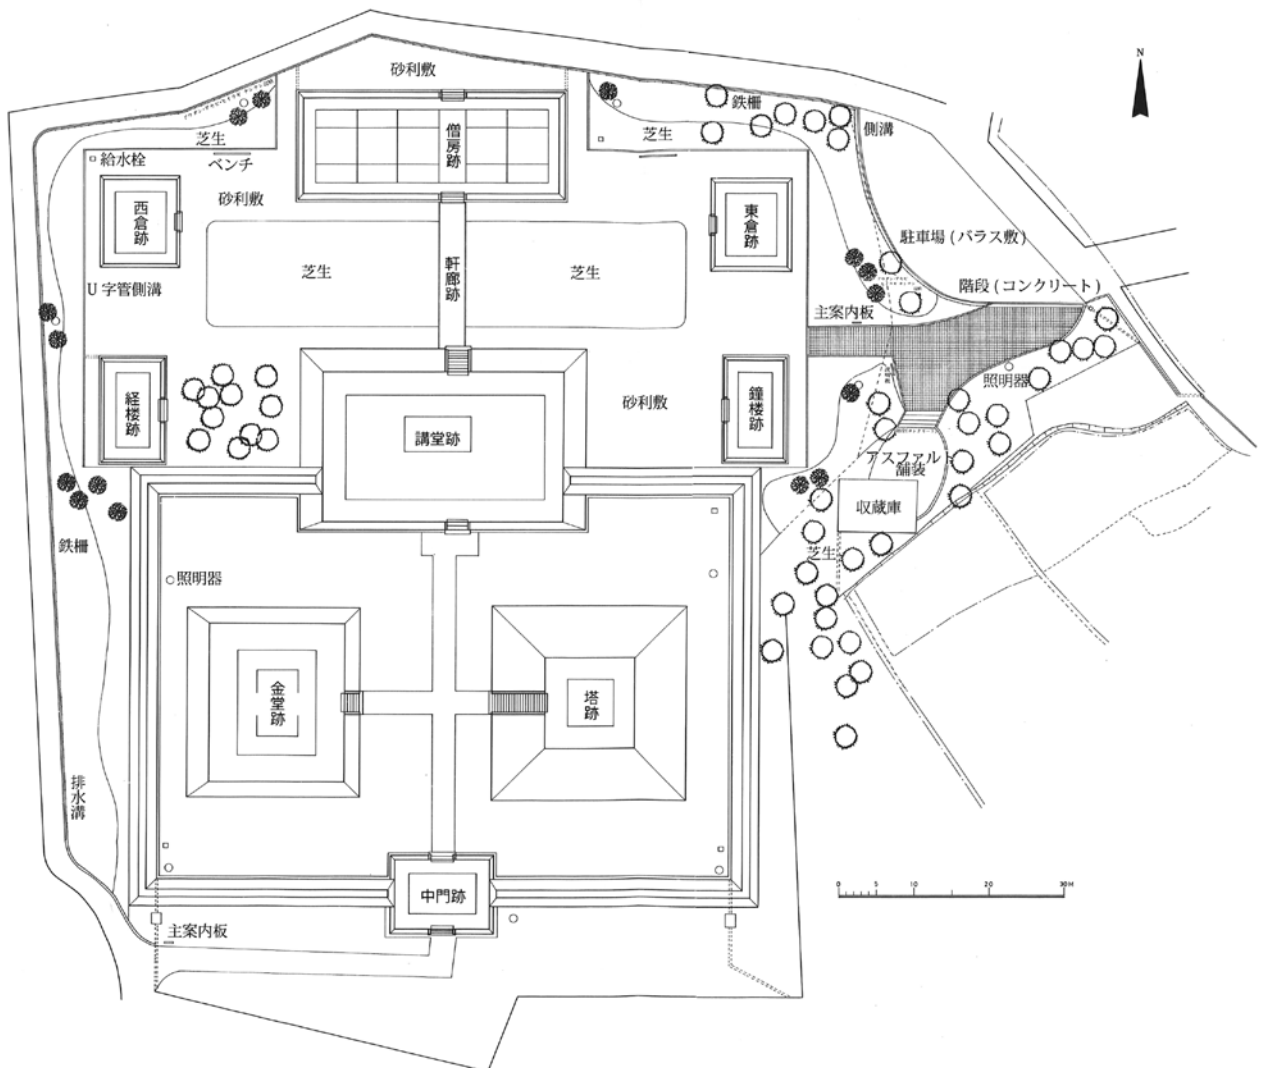 N
砂利敷
鉄柵
側溝
芝生
芝生
ベンチ
給水栓
僧房跡
砂利敷
西倉跡
東倉跡
駐車場(バラス敷)
軒廊跡
芝生
芝生
U字管側溝
階段(コンクリート)
主案内板
照明器
経楼跡
講堂跡
砂利敷
鐘楼跡
アスファルト
舗装
収蔵庫
鉄柵
芝生
照明器
金堂跡
塔跡
排水溝
中門跡
主案内板
0 5 10 20 30M